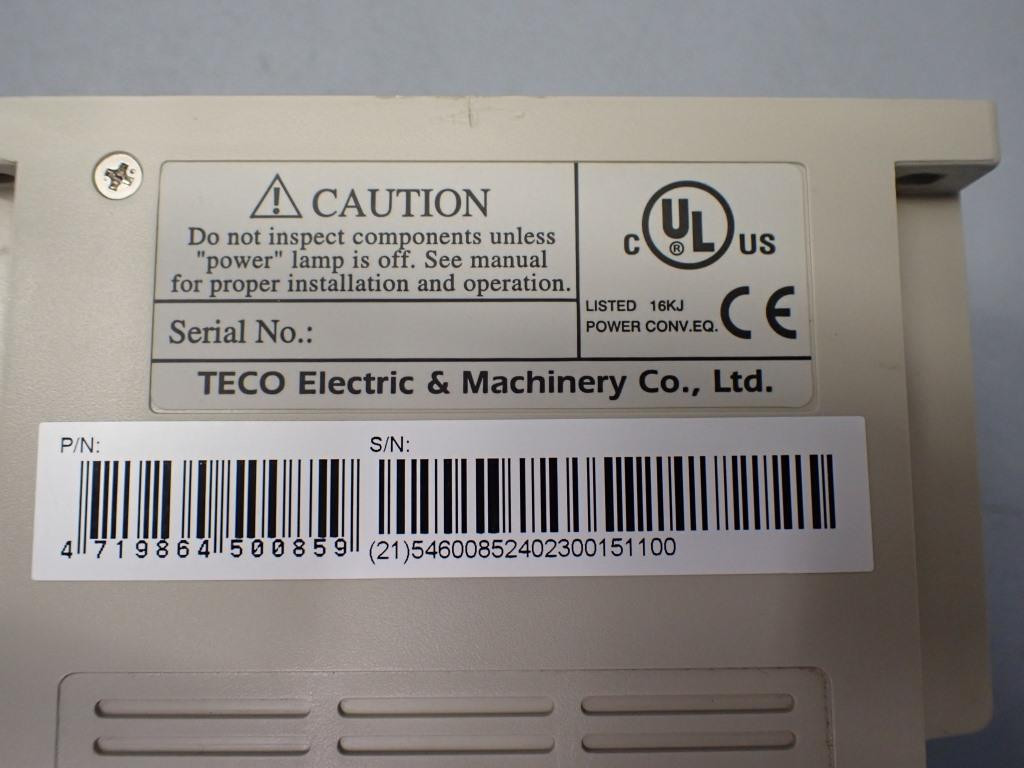 CAUTION
Do not inspect components unless
"power" lamp is off. See manual
for proper installation and operation.
Serial No.:
C UL ® US
LISTED 16KJ
POWER CONV.EQ.
CE
TECO Electric & Machinery Co., Ltd.
P/N:
S/N:
4 719864 500859
(21)54600852402300151100